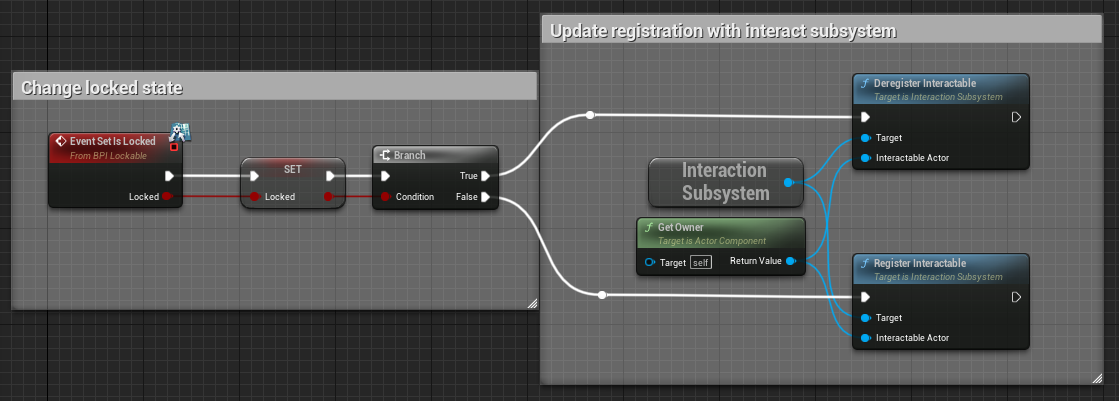 Update registration with interact subsystem
Change locked state
Deregister Interactable
Target is Interaction Subsystem
Target
Interactable Actor
Event Set Is Locked
From BPI Lockable
Locked
SET
Locked
Branch
True
Condition
False
Interaction
Subsystem
Get Owner
Target is Actor Component
Target self
Return Value
Register Interactable
Target is Interaction Subsystem
Target
Interactable Actor